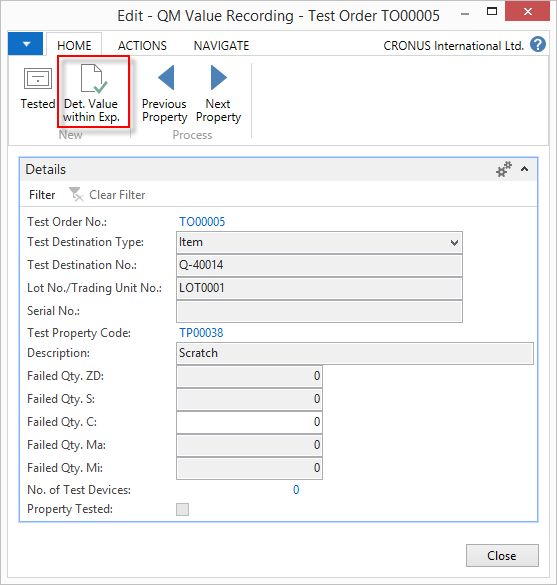 Edit - QM Value Recording - Test Order TO00005
HOME ACTIONS NAVIGATE CRONUS International Ltd. ?
Tested Det. Value within Exp. Previous Property Next Property
New Process
Details
Filter Clear Filter
Test Order No.: TO00005
Test Destination Type: Item
Test Destination No.: Q-40014
Lot No./Trading Unit No.: LOT0001
Serial No.:
Test Property Code: TP00038
Description: Scratch
Failed Qty. ZD: 0
Failed Qty. S: 0
Failed Qty. C: 0
Failed Qty. Ma: 0
Failed Qty. Mi: 0
No. of Test Devices: 0
Property Tested:
Close